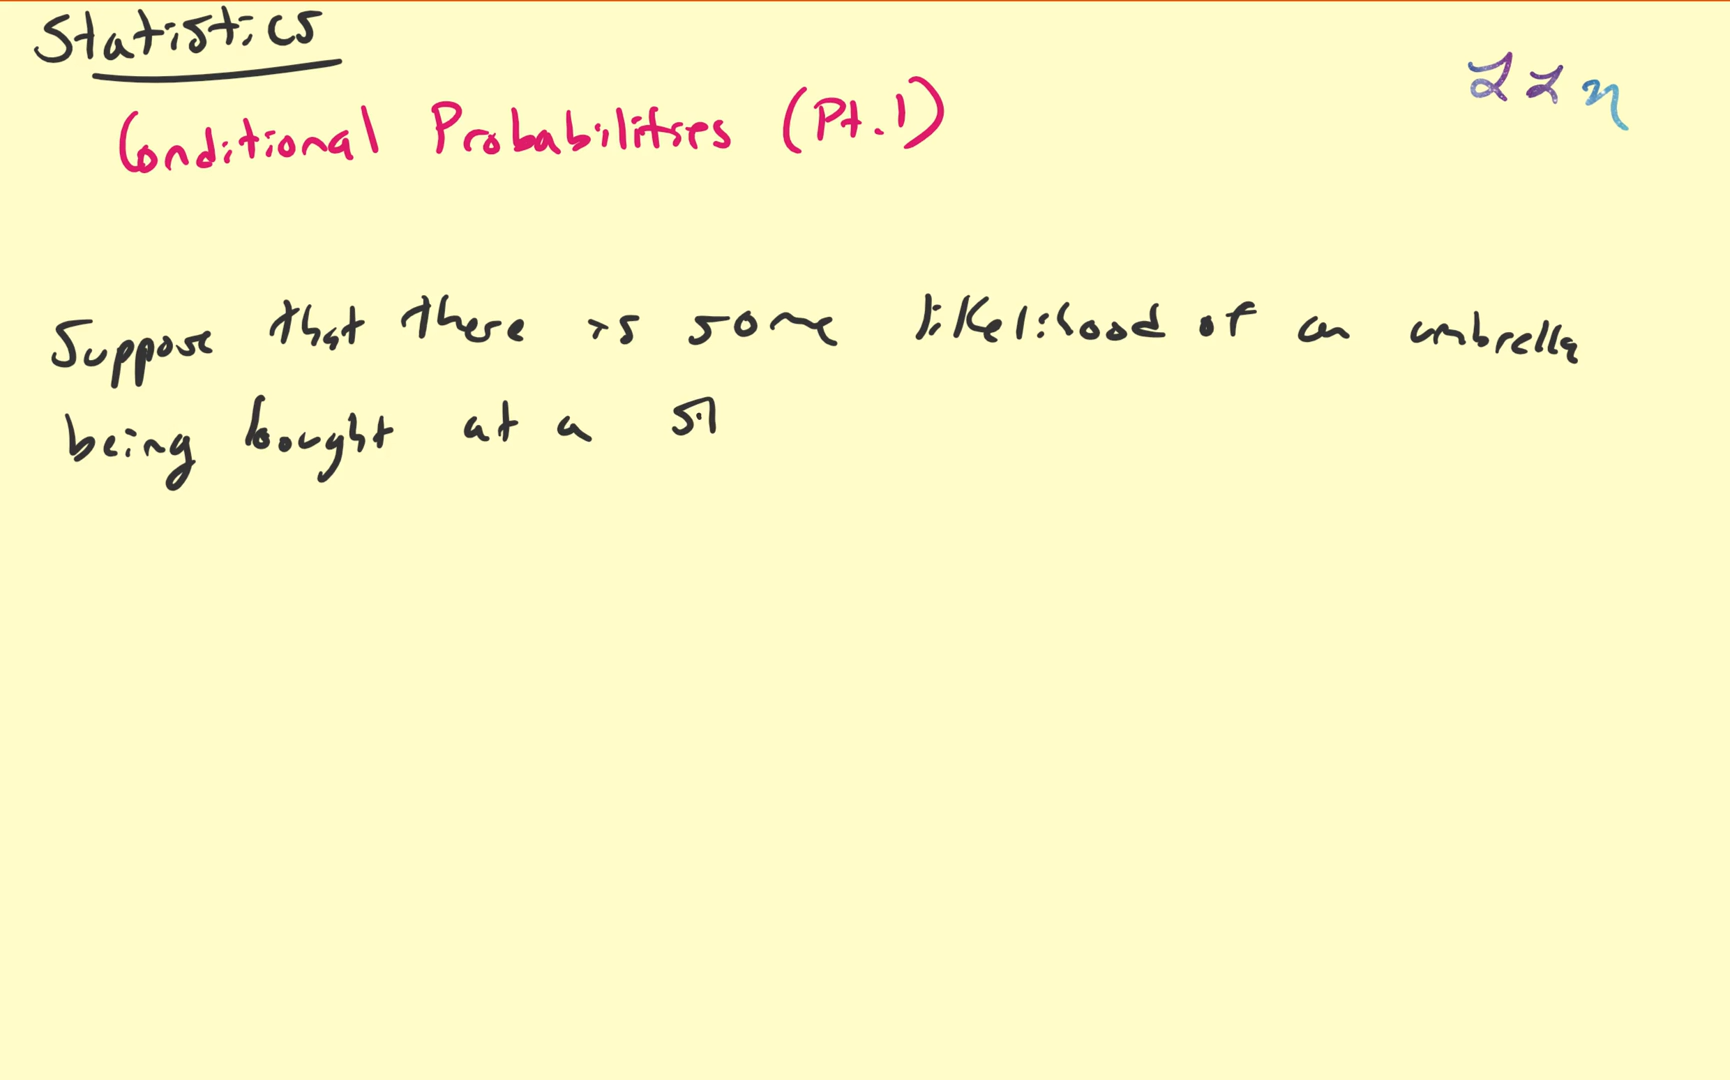 Statistics
Conditional Probabilities (Pt. 1)
Suppose that there is some likelihood of an umbrella
being bought at a